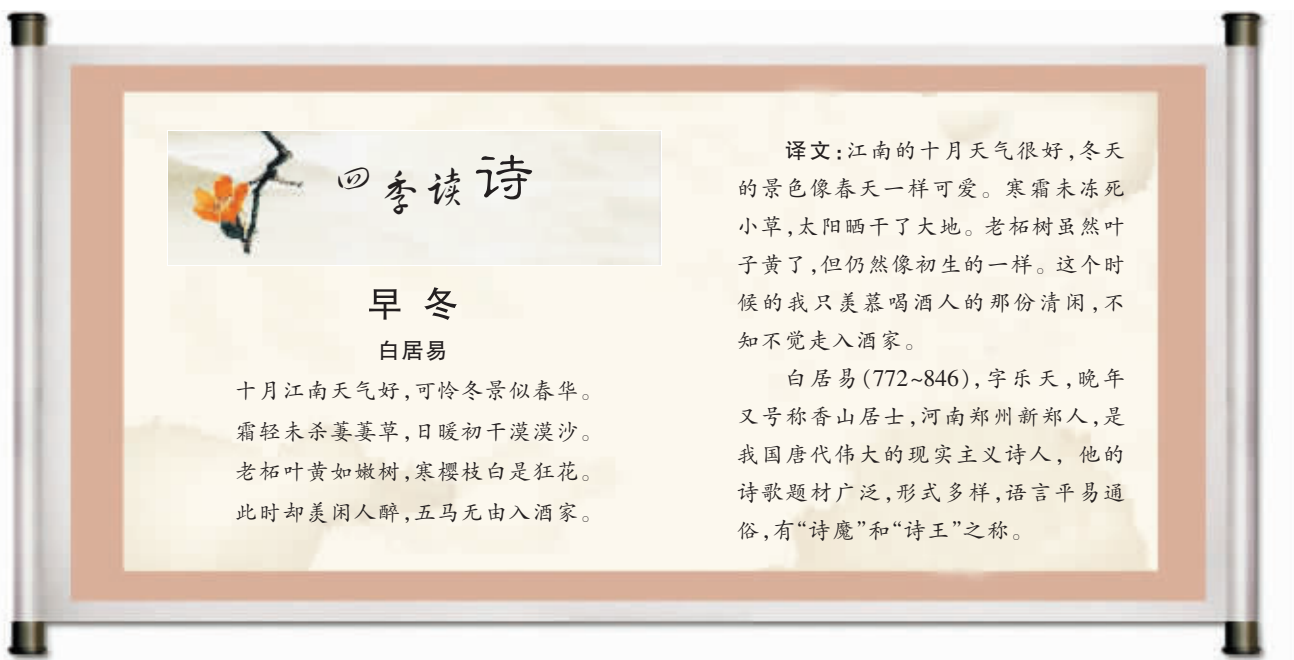 四季读诗
早 冬
白居易
十月江南天气好,可怜冬景似春华。
霜轻未杀萋萋草,日暖初干漠漠沙。
老柘叶黄如嫩树,寒樱枝白是狂花。
此时却羡闲人醉,五马无由入酒家。
译文:江南的十月天气很好,冬天
的景色像春天一样可爱。寒霜未冻死
小草,太阳晒干了大地。老柘树虽然叶
子黄了,但仍然像初生的一样。这个时
候的我只羡慕喝酒人的那份清闲,不
知不觉走入酒家。
白居易(772~846),字乐天,晚年
又号称香山居士,河南郑州新郑人,是
我国唐代伟大的现实主义诗人, 他的
诗歌题材广泛,形式多样,语言平易通
俗,有“诗魔”和“诗王”之称。